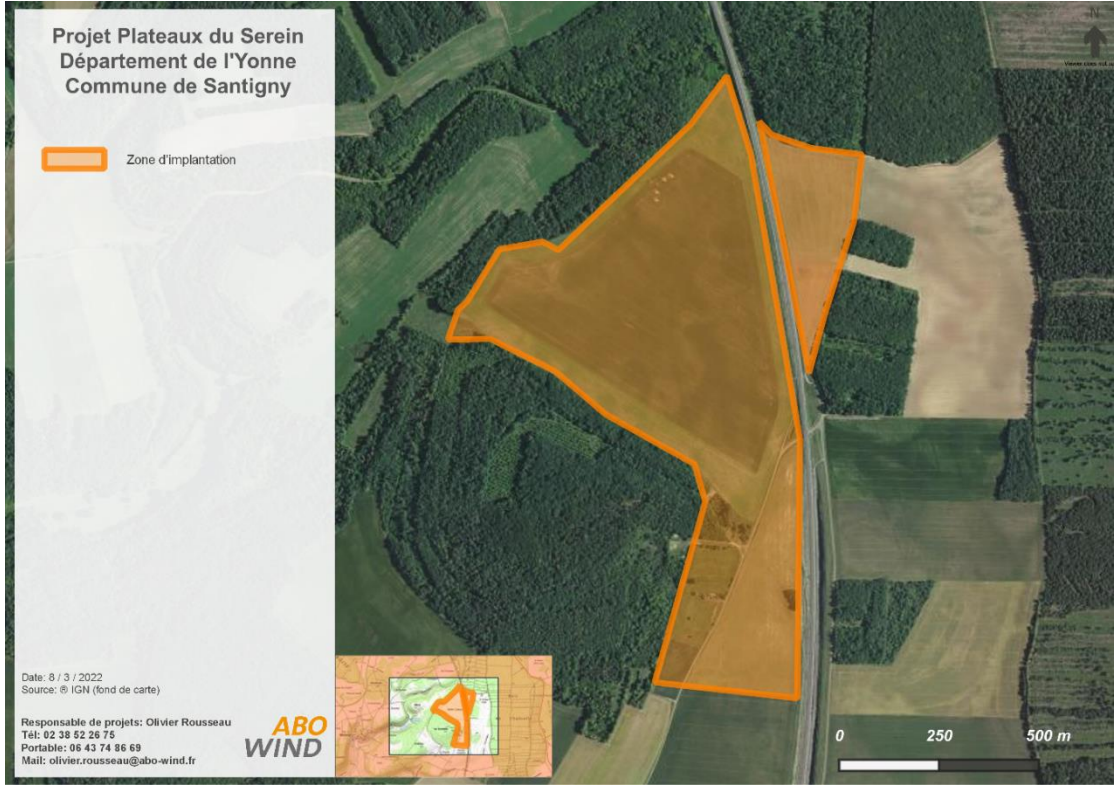 Projet Plateaux du Serein
Département de l'Yonne
Commune de Santigny
N
Zone d'implantation
Date: 8 / 3 / 2022
Source: ® IGN (fond de carte)
Responsable de projets: Olivier Rousseau
Tél: 02 38 52 26 75
Portable: 06 43 74 86 69
Mail: olivier.rousseau@abo-wind.fr
ABO
WIND
0 250 500 m